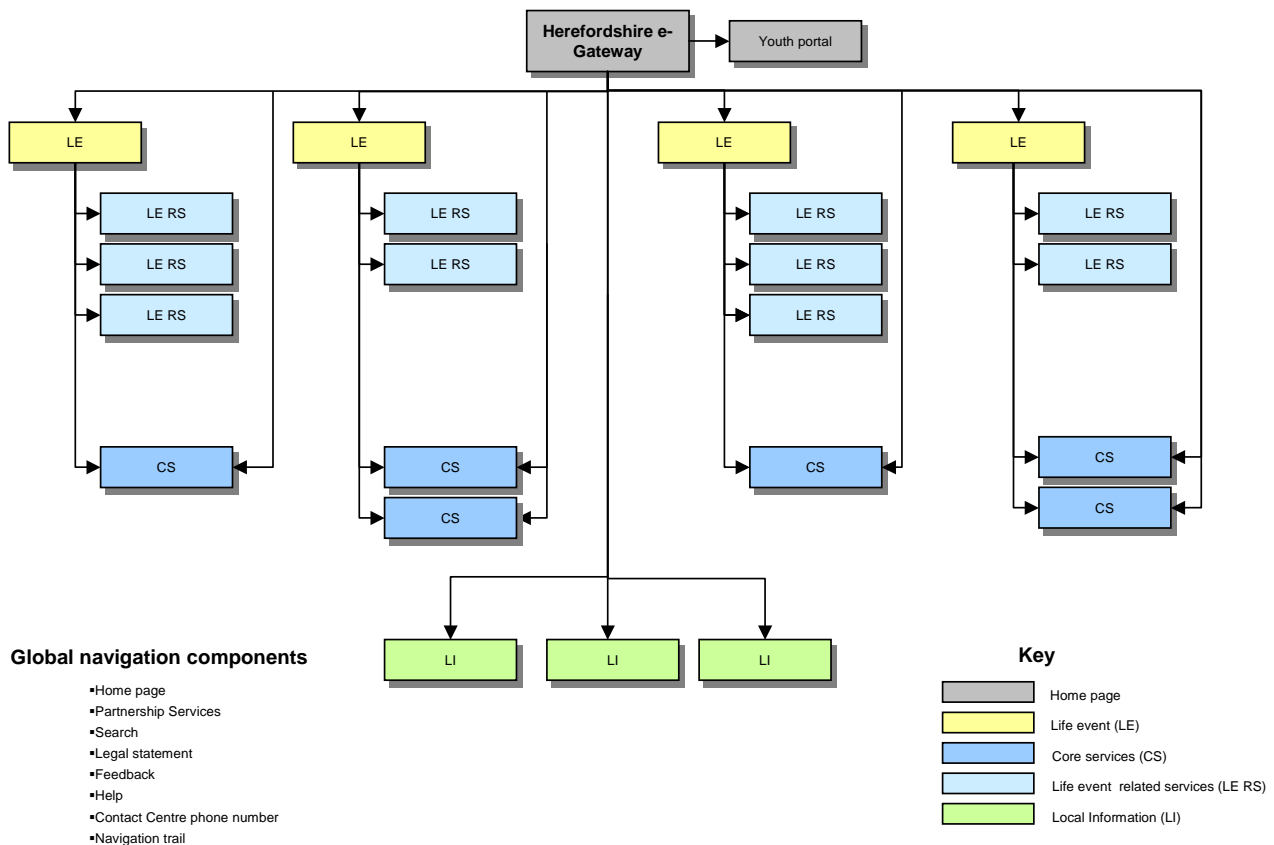 Herefordshire e-
Gateway
Youth portal
LE
LE
LE
LE
LE RS
LE RS
LE RS
LE RS
LE RS
LE RS
LE RS
LE RS
LE RS
LE RS
CS
CS
CS
CS
CS
CS
LI
LI
LI
Global navigation components
▪Home page
▪Partnership Services
▪Search
▪Legal statement
▪Feedback
▪Help
▪Contact Centre phone number
▪Navigation trail
Key
Home page
Life event (LE)
Core services (CS)
Life event related services (LE RS)
Local Information (LI)